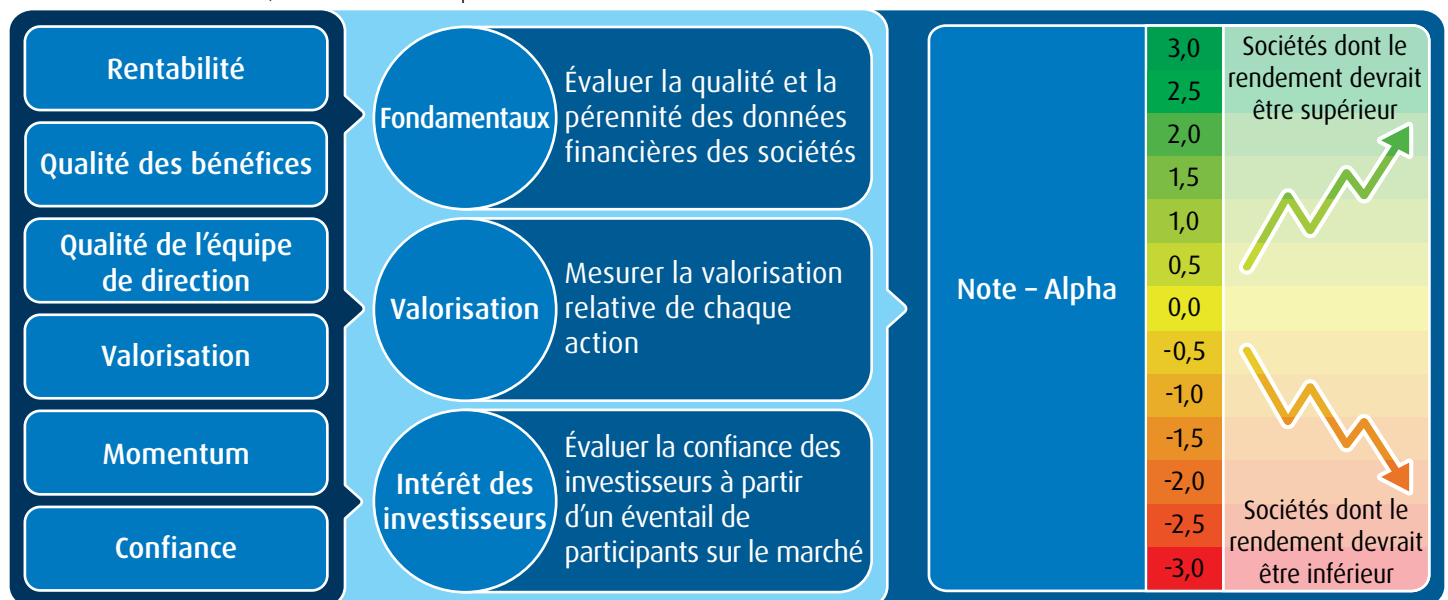 Rentabilité
Qualité des bénéfices
Qualité de l'équipe
de direction
Valorisation
Momentum
Confiance
Fondamentaux
Évaluer la qualité et la
pérennité des données
financières des sociétés
Valorisation
Mesurer la valorisation
relative de chaque
action
Intérêt des
investisseurs
Évaluer la confiance des
investisseurs à partir
d'un éventail de
participants sur le marché
Note – Alpha
3,0
2,5
2,0
1,5
1,0
0,5
0,0
-0,5
-1,0
-1,5
-2,0
-2,5
-3,0
Sociétés dont le
rendement devrait
être supérieur
Sociétés dont le
rendement devrait
être inférieur